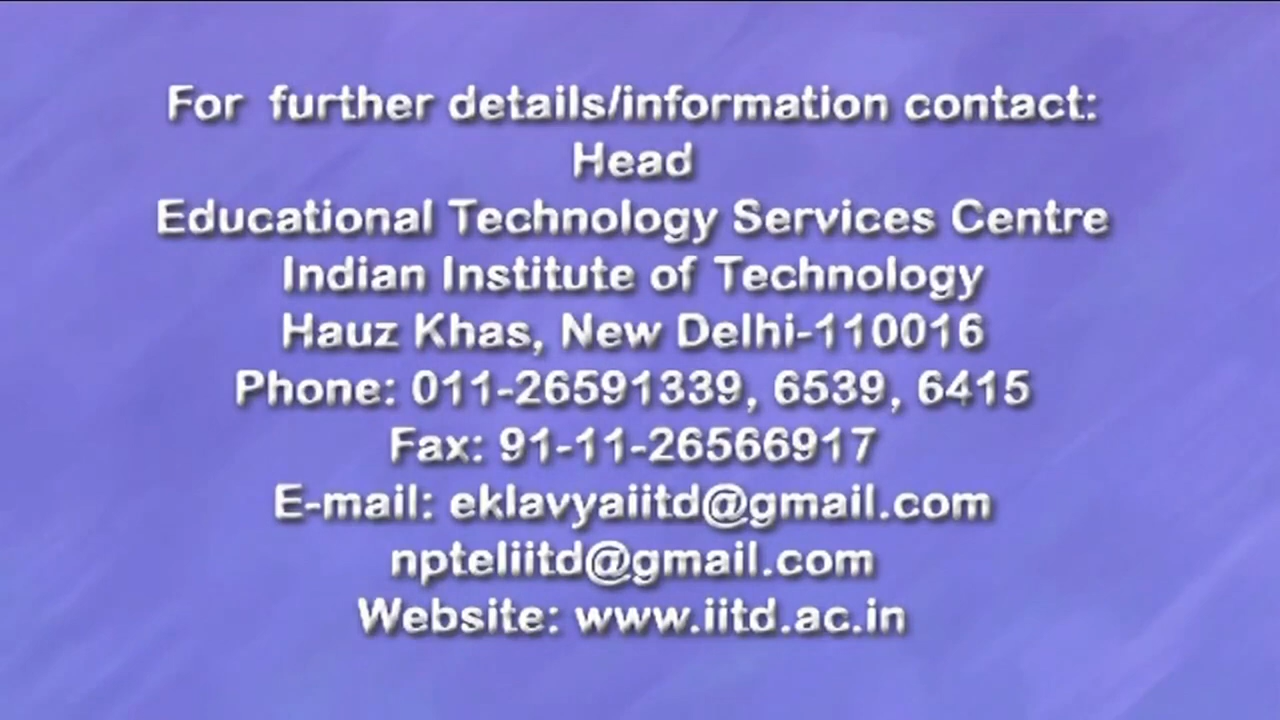 For further details/information contact:
Head
Educational Technology Services Centre
Indian Institute of Technology
Hauz Khas, New Delhi-110016
Phone: 011-26591339, 6539, 6415
Fax: 91-11-26566917
E-mail: eklavyaiitd@gmail.com
npteliitd@gmail.com
Website: www.iitd.ac.in